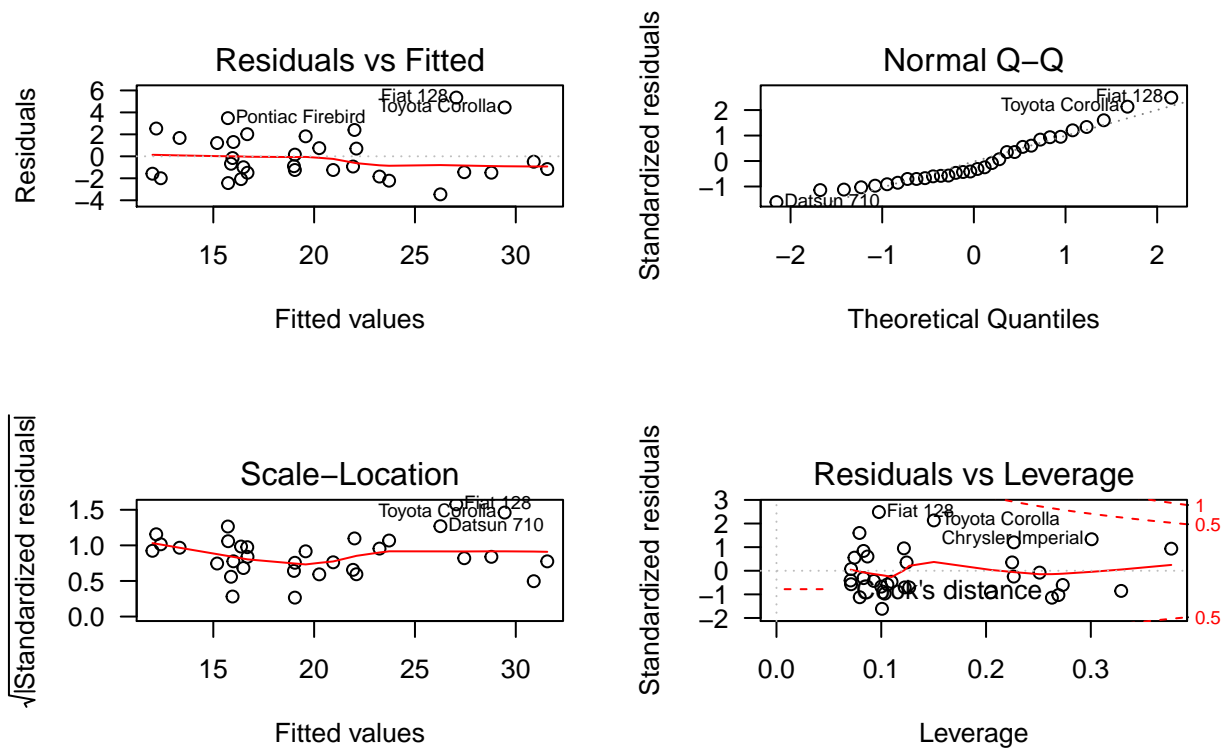 Residuals vs Fitted
Residuals
6
4
2
0
−2
−4
Fiat 128
Toyota Corolla
Pontiac Firebird
15 20 25 30
Fitted values
Normal Q−Q
Standardized residuals
2
1
0
−1
Fiat 128
Toyota Corolla
Datsun 710
−2 −1 0 1 2
Theoretical Quantiles
Scale−Location
√|Standardized residuals|
1.5
1.0
0.5
0.0
Fiat 128
Toyota Corolla
Datsun 710
15 20 25 30
Fitted values
Residuals vs Leverage
Standardized residuals
3
2
1
0
−1
−2
Fiat 128
Toyota Corolla
Chrysler Imperial
Cook's distance
1
0.5
0.5
0.0 0.1 0.2 0.3
Leverage